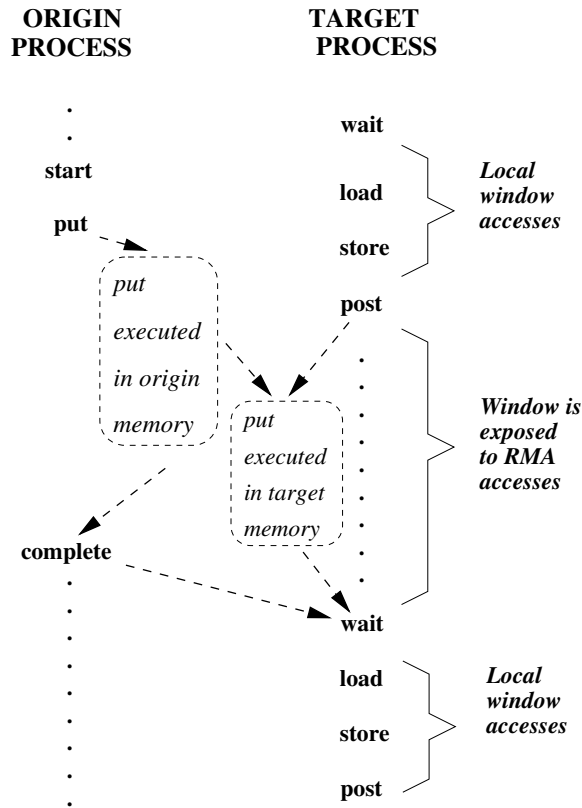 ORIGIN
PROCESS
TARGET
PROCESS
start
put
put
executed
in origin
memory
complete
wait
load
store
post
put
executed
in target
memory
wait
load
store
post
Local
window
accesses
Window is
exposed
to RMA
accesses
Local
window
accesses